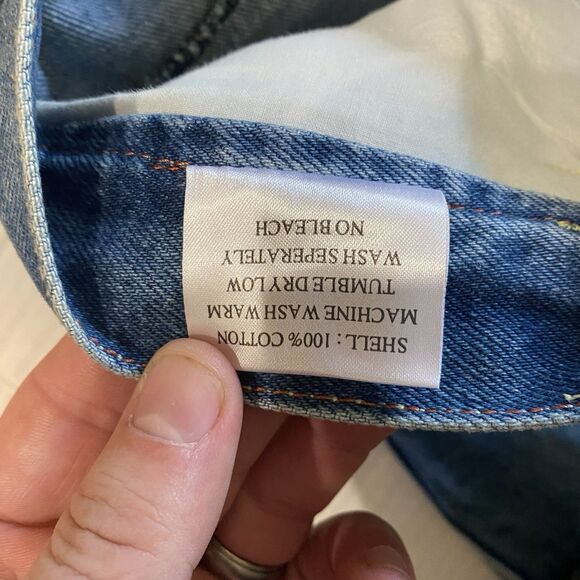 SHELL : 100% COTTON
MACHINE WASH WARM
TUMBLE DRY LOW
WASH SEPERATELY
NO BLEACH